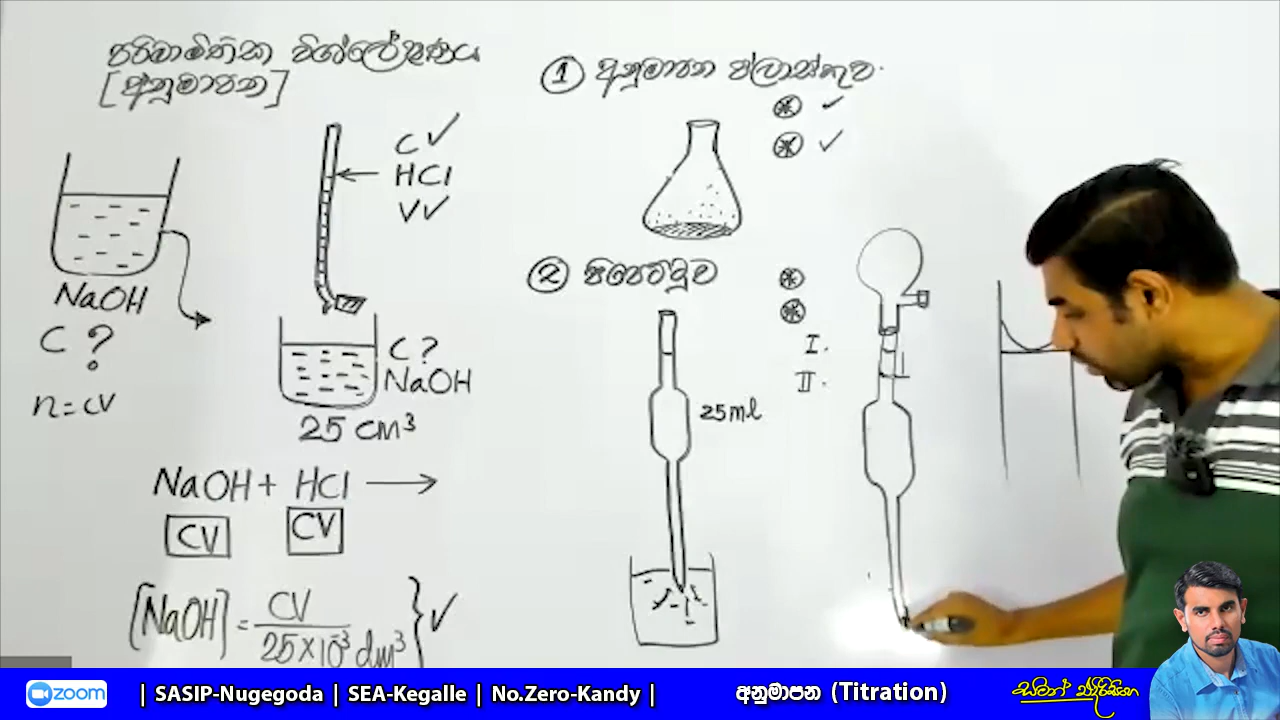 පරිමාමිතික විශ්ලේෂණය
[අනුමාපන]
NaOH
C ?
n = CV
C ✓
HCl
V ✓
C ?
NaOH
25 cm³
NaOH + HCl →
CV CV
[NaOH] = CV / 25×10⁻³ dm³ } ✓
① අනුමාපන ප්ලාස්කුව.
✓
✓
② පිපෙට්ටුව
I.
II.
25ml
zoom
| SASIP-Nugegoda | SEA-Kegalle | No.Zero-Kandy |
අනුමාපන (Titration)